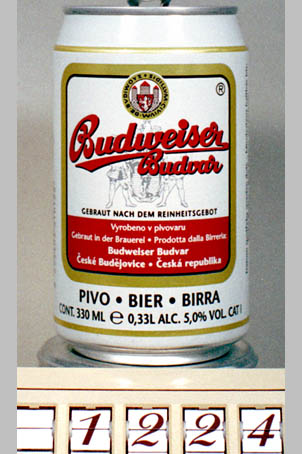 ®
Budweiser
Budvar
GEBRAUT NACH DEM REINHEITSGEBOT
Vyrobeno v pivovaru
Gebraut in der Brauerei • Prodotta dalla Birreria:
Budweiser Budvar
České Budějovice • Česká republika
PIVO • BIER • BIRRA
CONT. 330 ML ℮ 0,33L ALC. 5,0% VOL. CAT I
1224